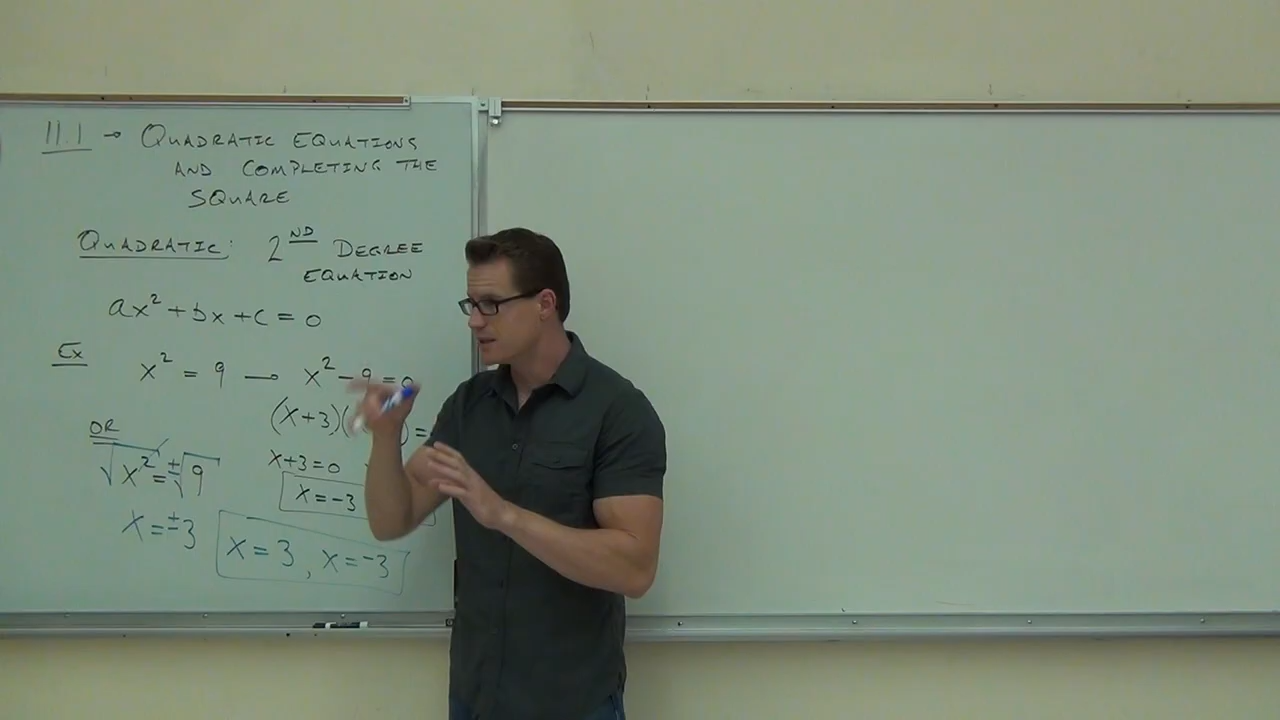 11.1 → QUADRATIC EQUATIONS
AND COMPLETING THE
SQUARE
QUADRATIC: 2ND DEGREE
EQUATION
ax² + bx + c = 0
Ex
x² = 9 → x² - 9 = 0
(x+3)( ) =
x+3=0
x = -3
OR
√x² = ±√9
x = ±3
x = 3, x = -3